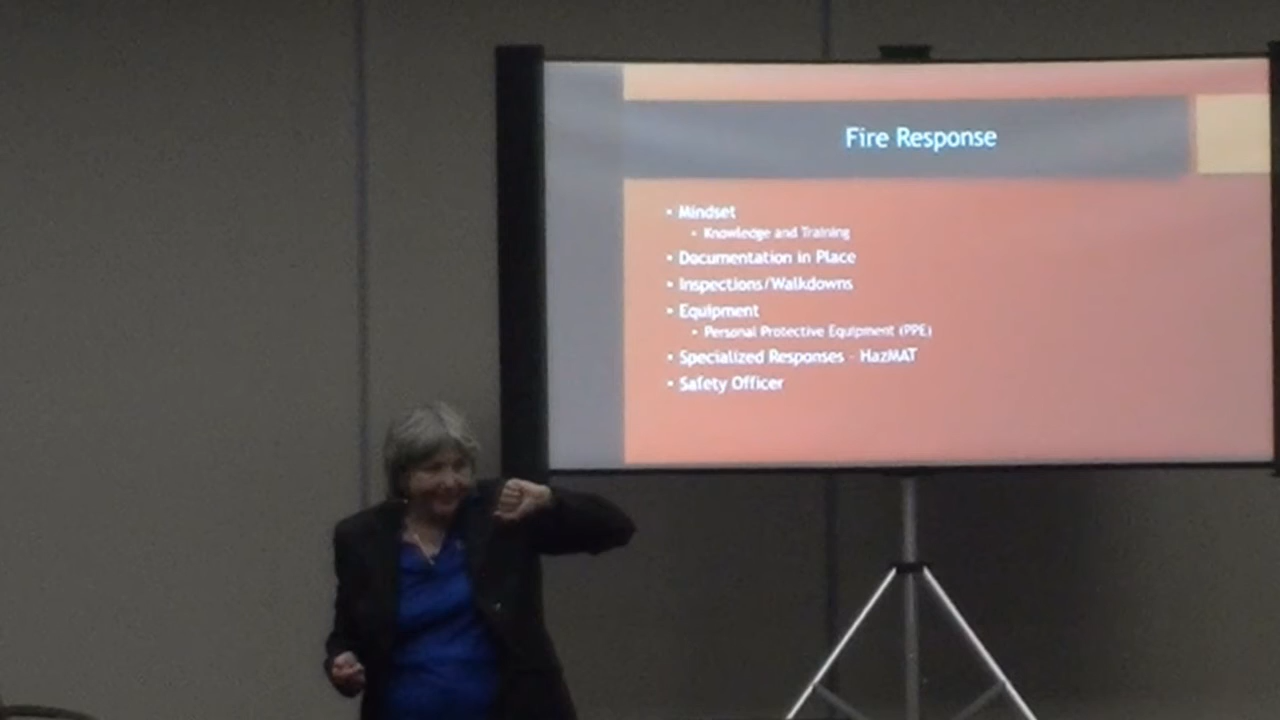 Fire Response
• Mindset
• Knowledge and Training
• Documentation in Place
• Inspections/Walkdowns
• Equipment
• Personal Protective Equipment (PPE)
• Specialized Responses - HazMAT
• Safety Officer